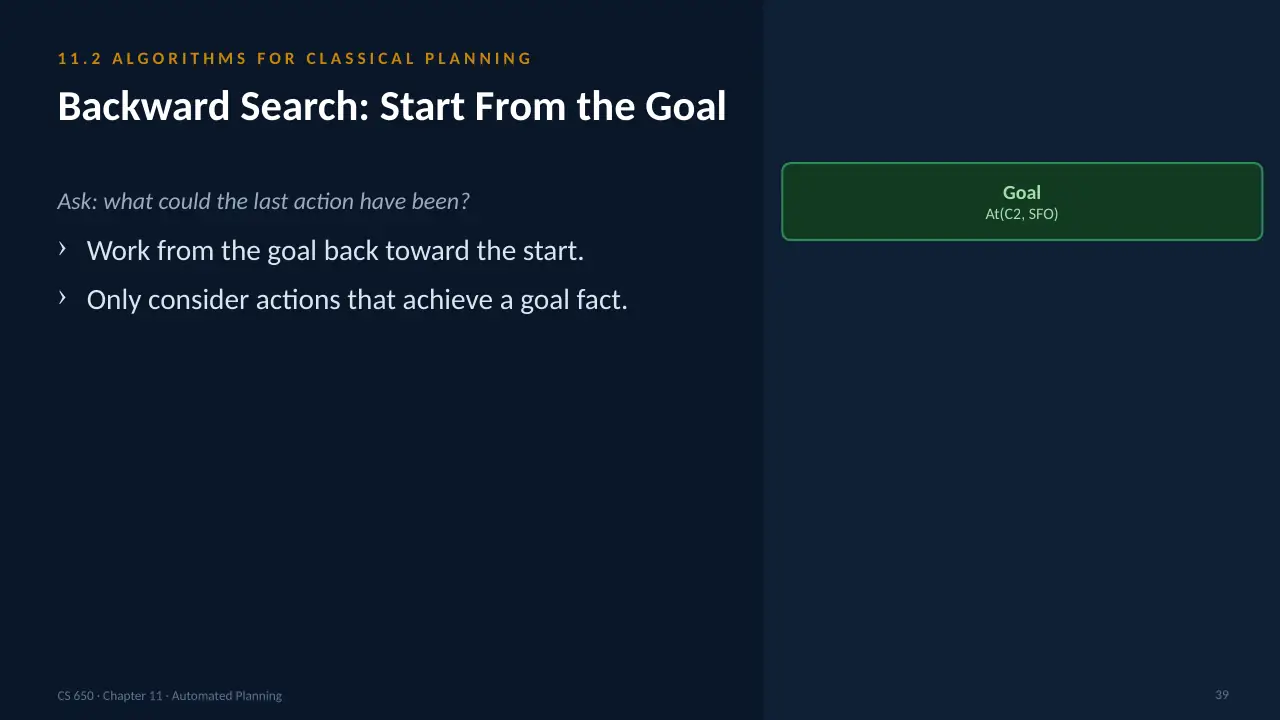 11.2 ALGORITHMS FOR CLASSICAL PLANNING
Backward Search: Start From the Goal
Ask: what could the last action have been?
› Work from the goal back toward the start.
› Only consider actions that achieve a goal fact.
Goal
At(C2, SFO)
CS 650 · Chapter 11 · Automated Planning
39